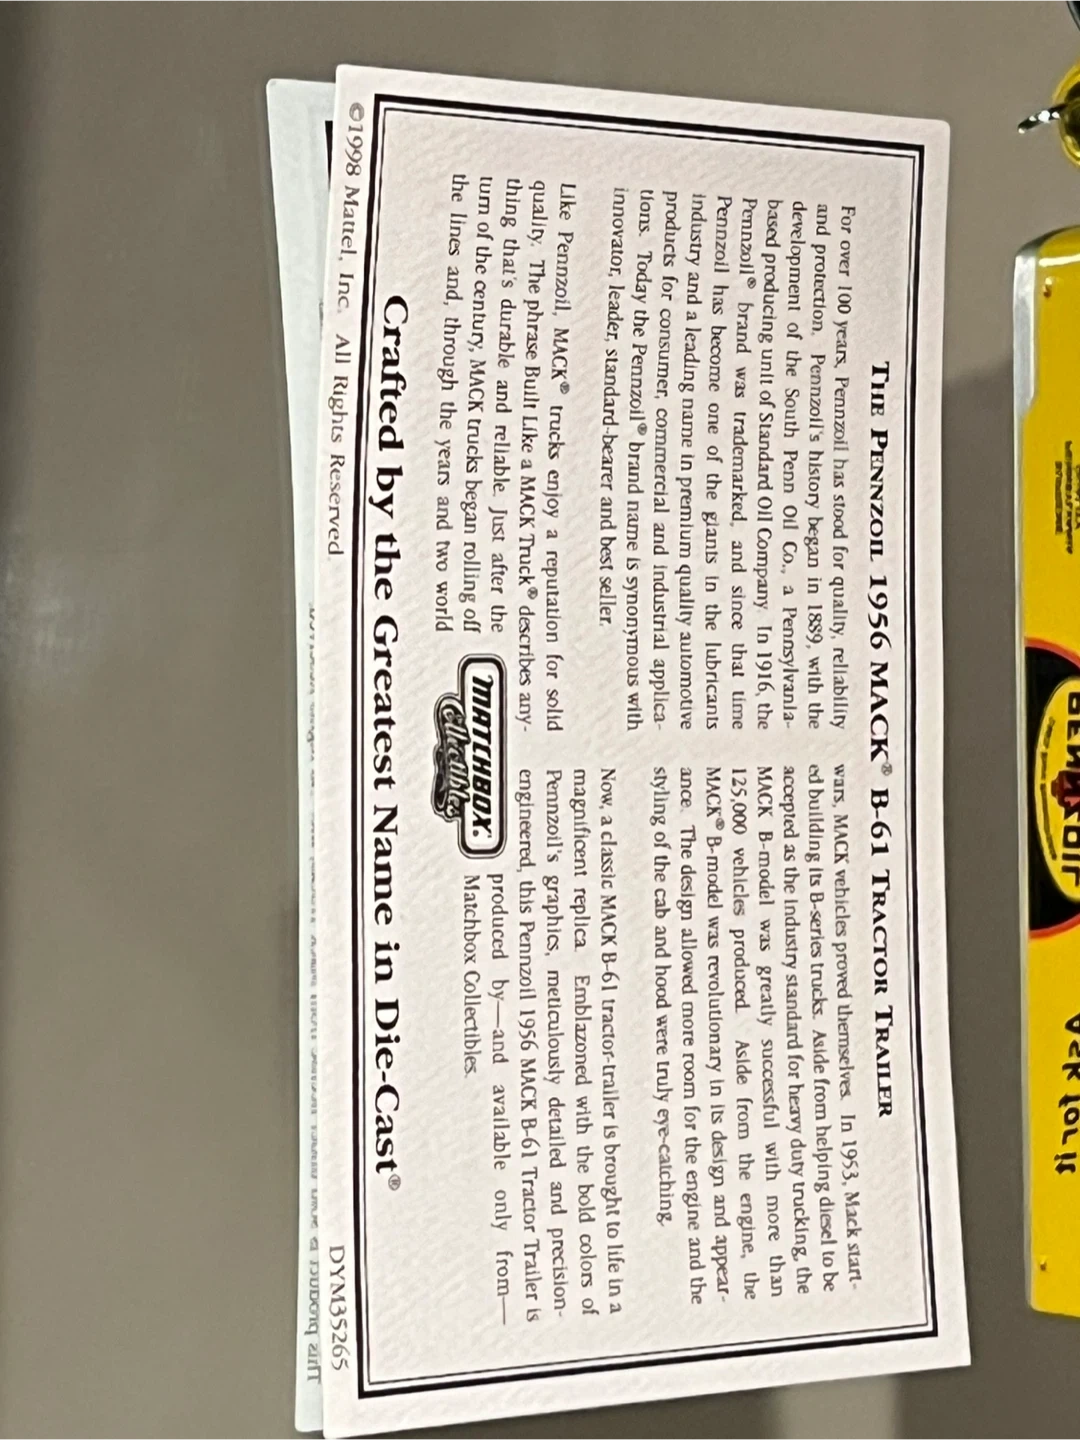 THE PENNZOIL 1956 MACK® B-61 TRACTOR TRAILER
For over 100 years, Pennzoil has stood for quality, reliability
and protection. Pennzoil's history began in 1889, with the
development of the South Penn Oil Co., a Pennsylvania-
based producing unit of Standard Oil Company. In 1916, the
Pennzoil® brand was trademarked, and since that time
Pennzoil has become one of the giants in the lubricants
industry and a leading name in premium quality automotive
products for consumer, commercial and industrial applica-
tions. Today the Pennzoil® brand name is synonymous with
innovator, leader, standard-bearer and best seller.
Like Pennzoil, MACK® trucks enjoy a reputation for solid
quality. The phrase Built Like a MACK Truck® describes any-
thing that's durable and reliable. Just after the
turn of the century, MACK trucks began rolling off
the lines and, through the years and two world
wars, MACK vehicles proved themselves. In 1953, Mack start-
ed building its B-series trucks. Aside from helping diesel to be
accepted as the industry standard for heavy duty trucking, the
MACK B-model was greatly successful with more than
125,000 vehicles produced. Aside from the engine, the
MACK® B-model was revolutionary in its design and appear-
ance. The design allowed more room for the engine and the
styling of the cab and hood were truly eye-catching.
Now, a classic MACK B-61 tractor-trailer is brought to life in a
magnificent replica. Emblazoned with the bold colors of
Pennzoil's graphics, meticulously detailed and precision-
engineered, this Pennzoil 1956 MACK B-61 Tractor Trailer is
produced by—and available only from—
Matchbox Collectibles.
MATCHBOX.
Collectibles
Crafted by the Greatest Name in Die-Cast®
©1998 Mattel, Inc. All Rights Reserved.
DYM35265
This product